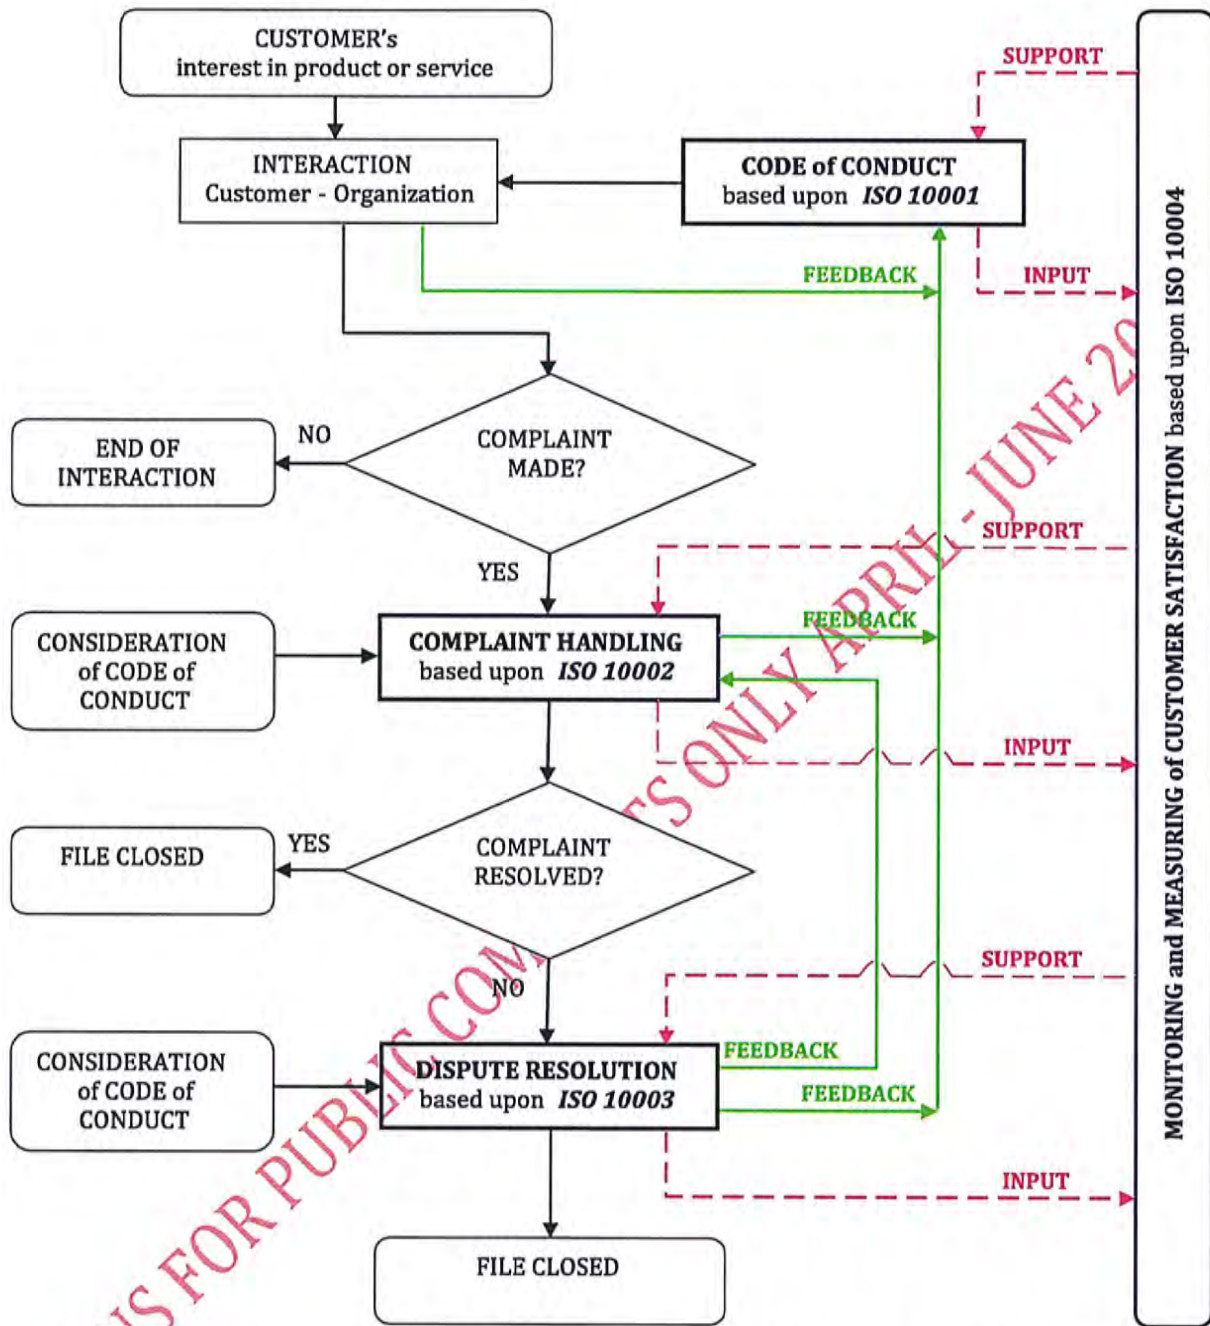 CUSTOMER's
interest in product or service
SUPPORT
INTERACTION
Customer - Organization
CODE of CONDUCT
based upon ISO 10001
FEEDBACK
INPUT
COMPLAINT
MADE?
NO
END OF
INTERACTION
SUPPORT
YES
COMPLAINT HANDLING
based upon ISO 10002
FEEDBACK
CONSIDERATION
of CODE of
CONDUCT
INPUT
COMPLAINT
RESOLVED?
YES
FILE CLOSED
SUPPORT
NO
DISPUTE RESOLUTION
based upon ISO 10003
FEEDBACK
FEEDBACK
CONSIDERATION
of CODE of
CONDUCT
INPUT
FILE CLOSED
MONITORING and MEASURING of CUSTOMER SATISFACTION based upon ISO 10004
FOR PUBLIC ONLY APRIL - JUNE